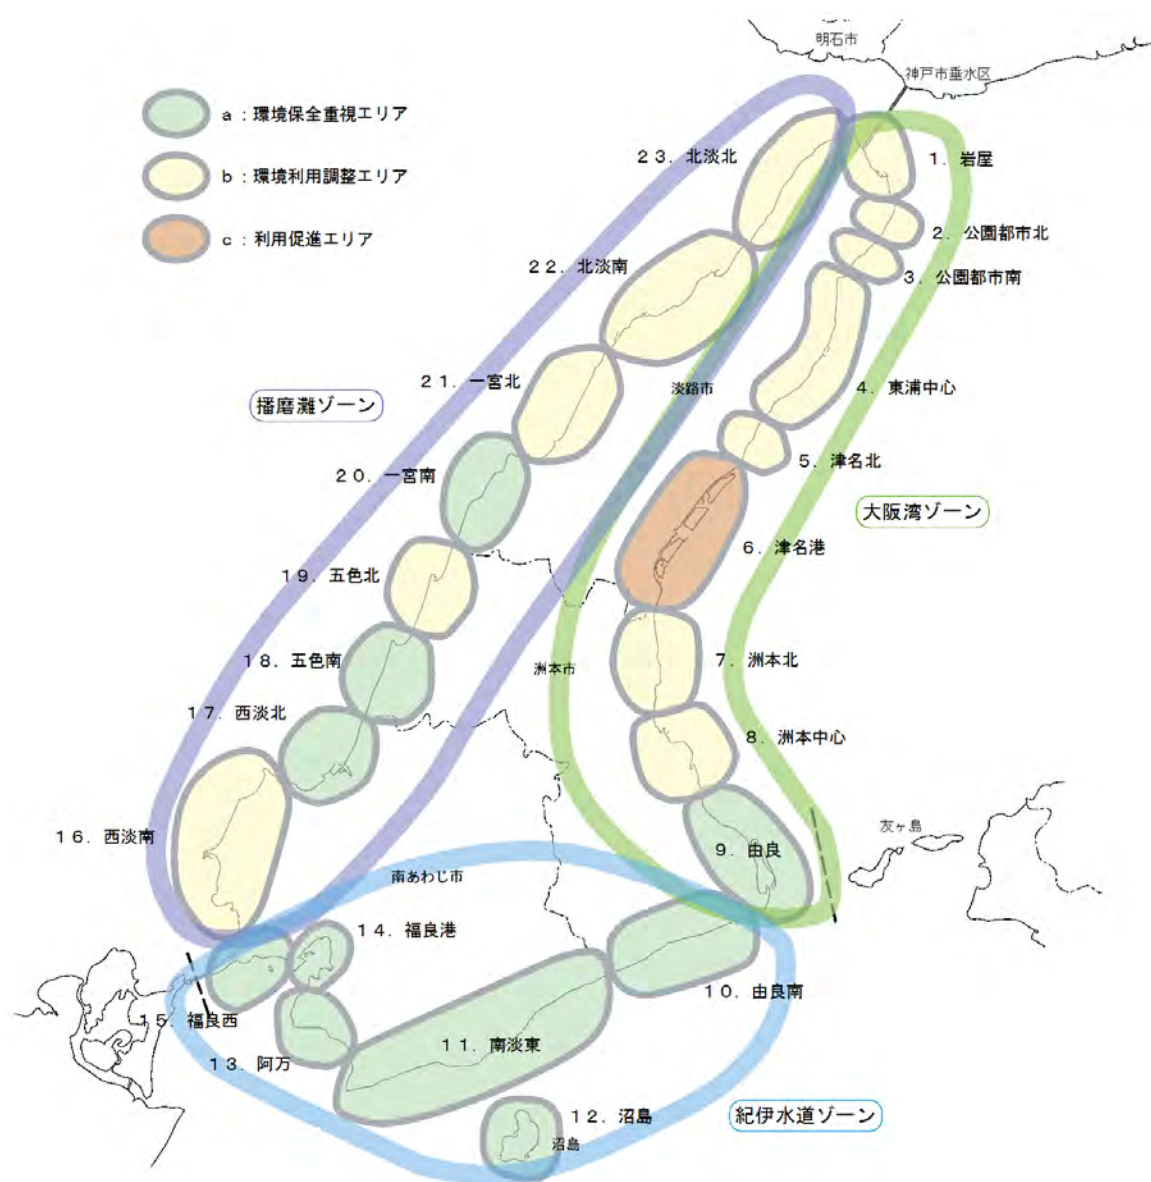 明石市
神戸市垂水区
a：環境保全重視エリア
b：環境利用調整エリア
c：利用促進エリア
２３．北淡北
１．岩屋
２．公園都市北
３．公園都市南
２２．北淡南
２１．一宮北
淡路市
４．東浦中心
播磨灘ゾーン
５．津名北
２０．一宮南
大阪湾ゾーン
６．津名港
１９．五色北
１８．五色南
洲本市
７．洲本北
１７．西淡北
８．洲本中心
１６．西淡南
友ヶ島
９．由良
南あわじ市
１４．福良港
１０．由良南
１５．福良西
１１．南淡東
１３．阿万
１２．沼島
沼島
紀伊水道ゾーン